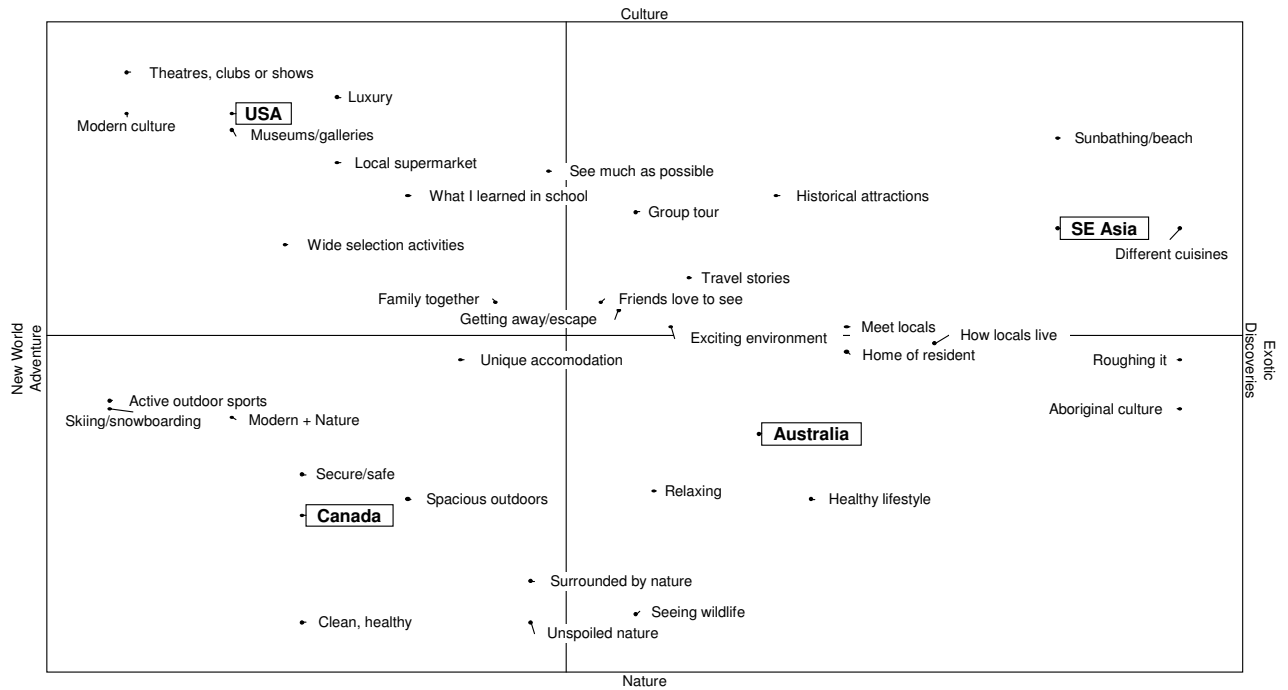 Culture
Theatres, clubs or shows
Luxury
USA
Modern culture
Museums/galleries
Sunbathing/beach
Local supermarket
See much as possible
What I learned in school
Historical attractions
Group tour
SE Asia
Wide selection activities
Different cuisines
Travel stories
Family together
Friends love to see
Getting away/escape
Meet locals
How locals live
Exciting environment
New World
Adventure
Exotic
Discoveries
Home of resident
Unique accomodation
Roughing it
Active outdoor sports
Aboriginal culture
Skiing/snowboarding
Modern + Nature
Australia
Secure/safe
Relaxing
Spacious outdoors
Healthy lifestyle
Canada
Surrounded by nature
Seeing wildlife
Clean, healthy
Unspoiled nature
Nature